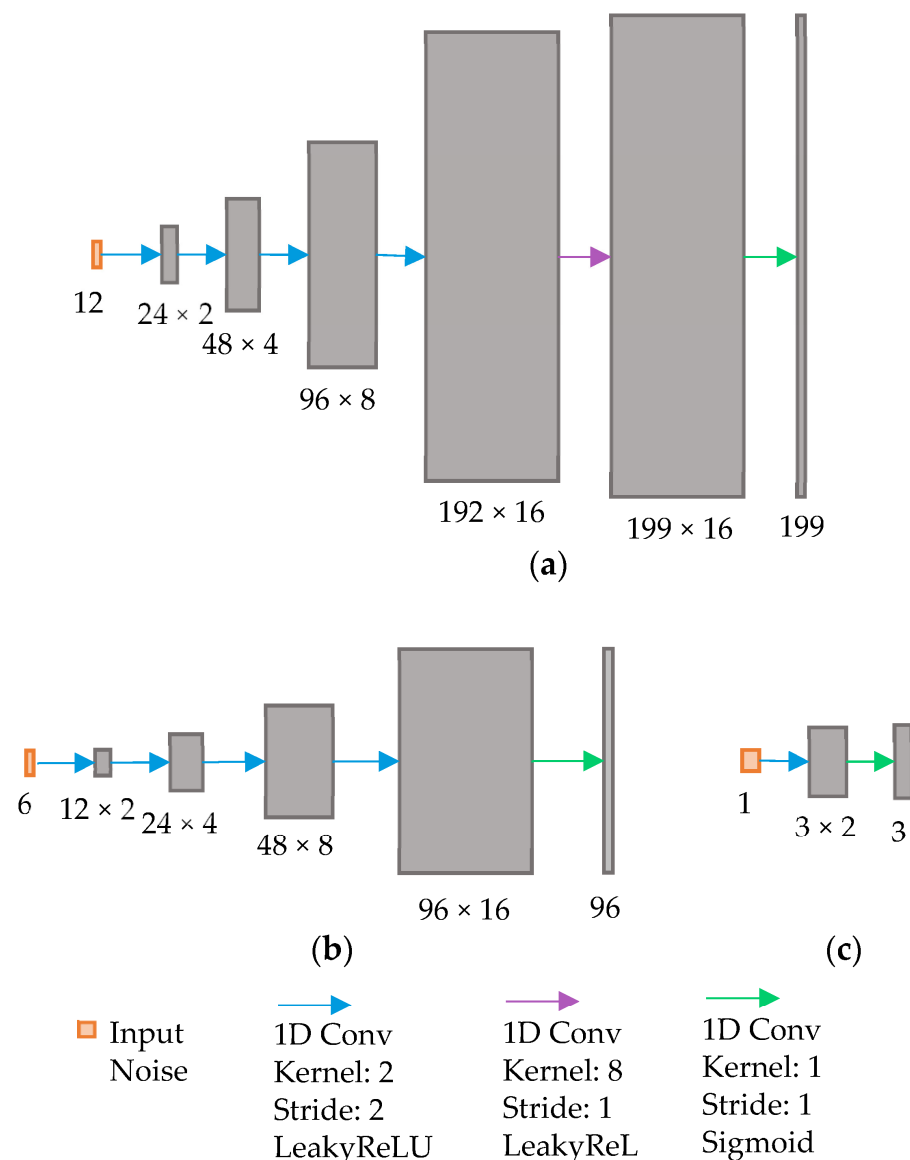 12
24 × 2
48 × 4
96 × 8
192 × 16
199 × 16
199
(a)
6
12 × 2
24 × 4
48 × 8
96 × 16
96
(b)
1
3 × 2
3
(c)
Input
Noise
1D Conv
Kernel: 2
Stride: 2
LeakyReLU
1D Conv
Kernel: 8
Stride: 1
LeakyReL
1D Conv
Kernel: 1
Stride: 1
Sigmoid